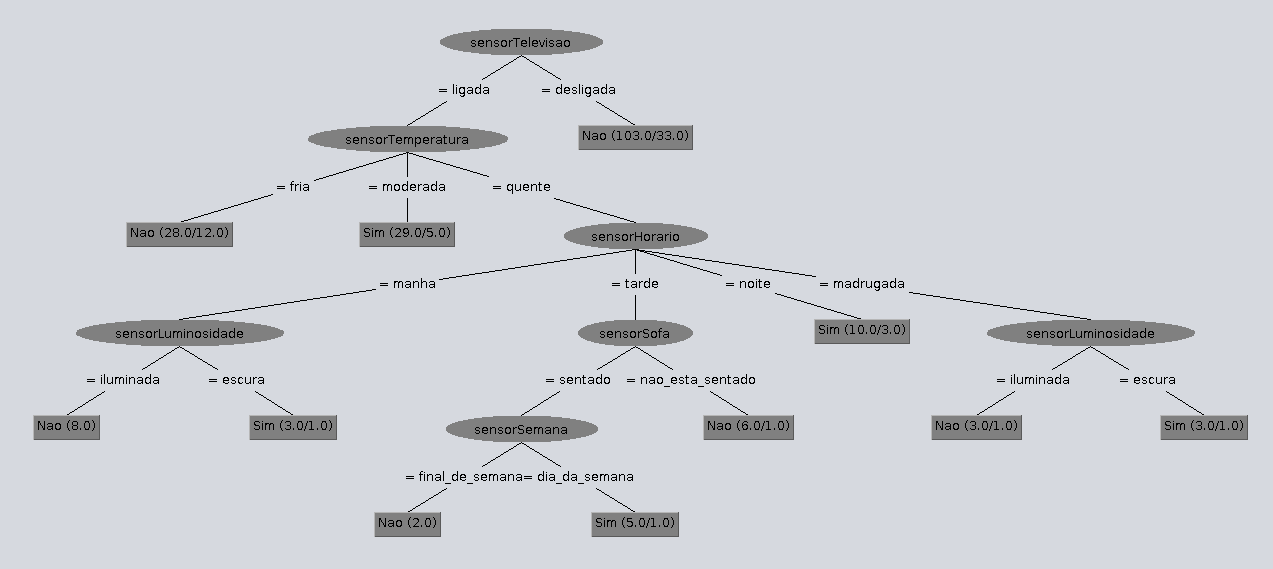 sensorTelevisao
= ligada = desligada
sensorTemperatura Nao (103.0/33.0)
= fria = moderada = quente
Nao (28.0/12.0) Sim (29.0/5.0) sensorHorario
= manha = tarde = noite = madrugada
sensorLuminosidade sensorSofa Sim (10.0/3.0) sensorLuminosidade
= iluminada = escura = sentado = nao_esta_sentado = iluminada = escura
Nao (8.0) Sim (3.0/1.0) sensorSemana Nao (6.0/1.0) Nao (3.0/1.0) Sim (3.0/1.0)
= final_de_semana = dia_da_semana
Nao (2.0) Sim (5.0/1.0)